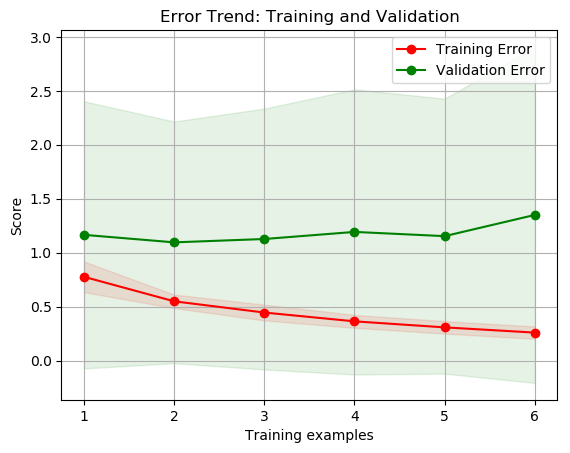 Error Trend: Training and Validation
3.0
2.5
2.0
1.5
1.0
0.5
0.0
Score
Training Error
Validation Error
1 2 3 4 5 6
Training examples